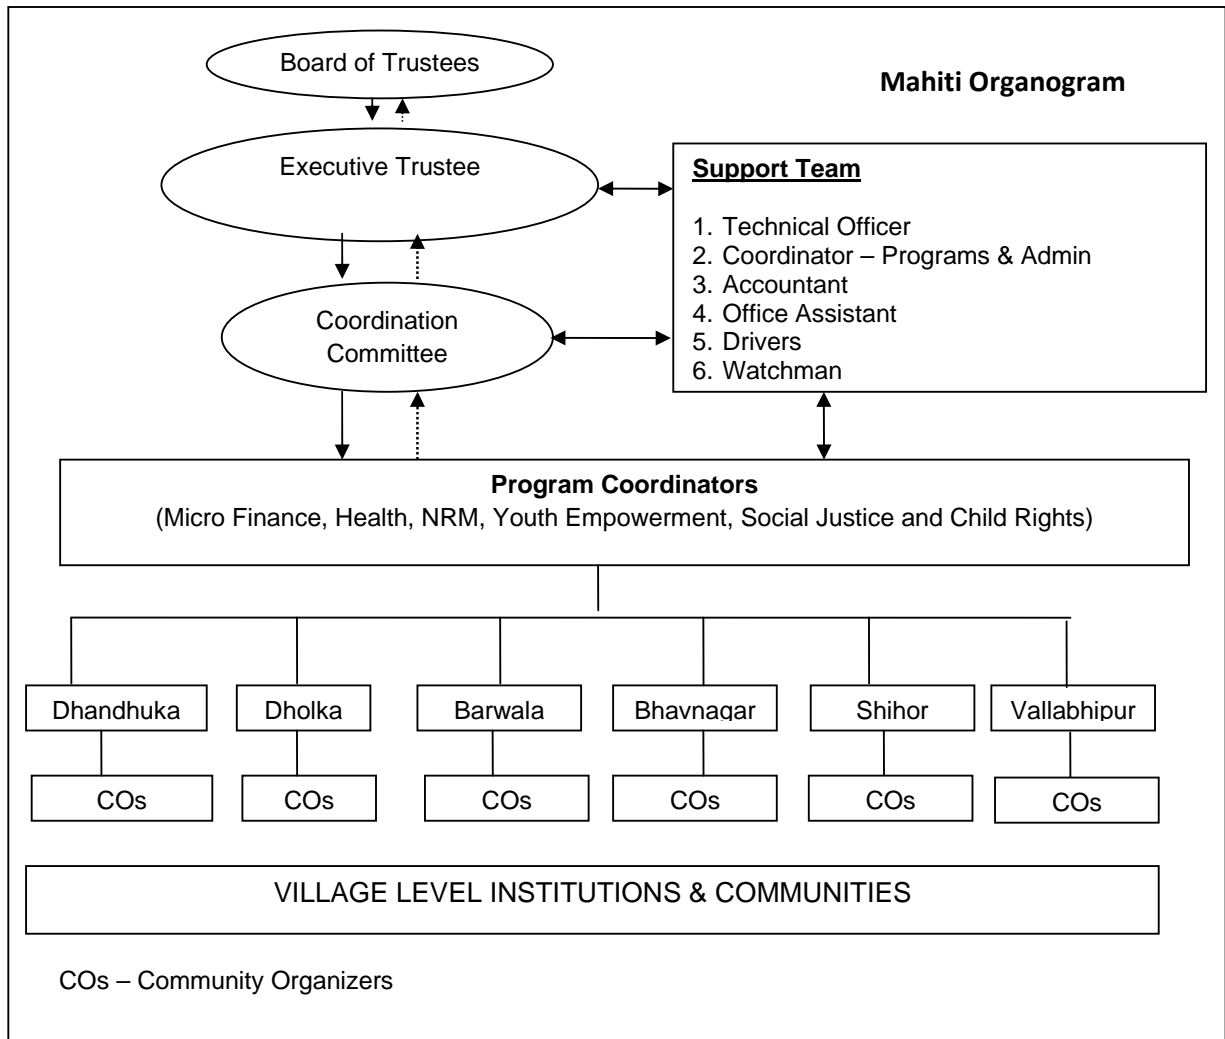 Board of Trustees
Mahiti Organogram
Executive Trustee
Support Team
1. Technical Officer
2. Coordinator – Programs & Admin
3. Accountant
4. Office Assistant
5. Drivers
6. Watchman
Coordination
Committee
Program Coordinators
(Micro Finance, Health, NRM, Youth Empowerment, Social Justice and Child Rights)
Dhandhuka
Dholka
Barwala
Bhavnagar
Shihor
Vallabhipur
COs
COs
COs
COs
COs
COs
VILLAGE LEVEL INSTITUTIONS & COMMUNITIES
COs – Community Organizers